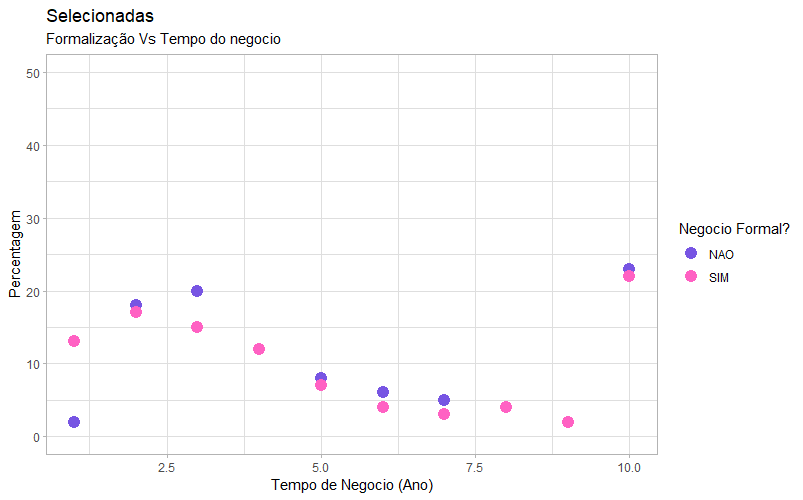 Selecionadas
Formalização Vs Tempo do negocio
50
40
30
20
10
0
Percentagem
2.5
5.0
7.5
10.0
Tempo de Negocio (Ano)
Negocio Formal?
NAO
SIM